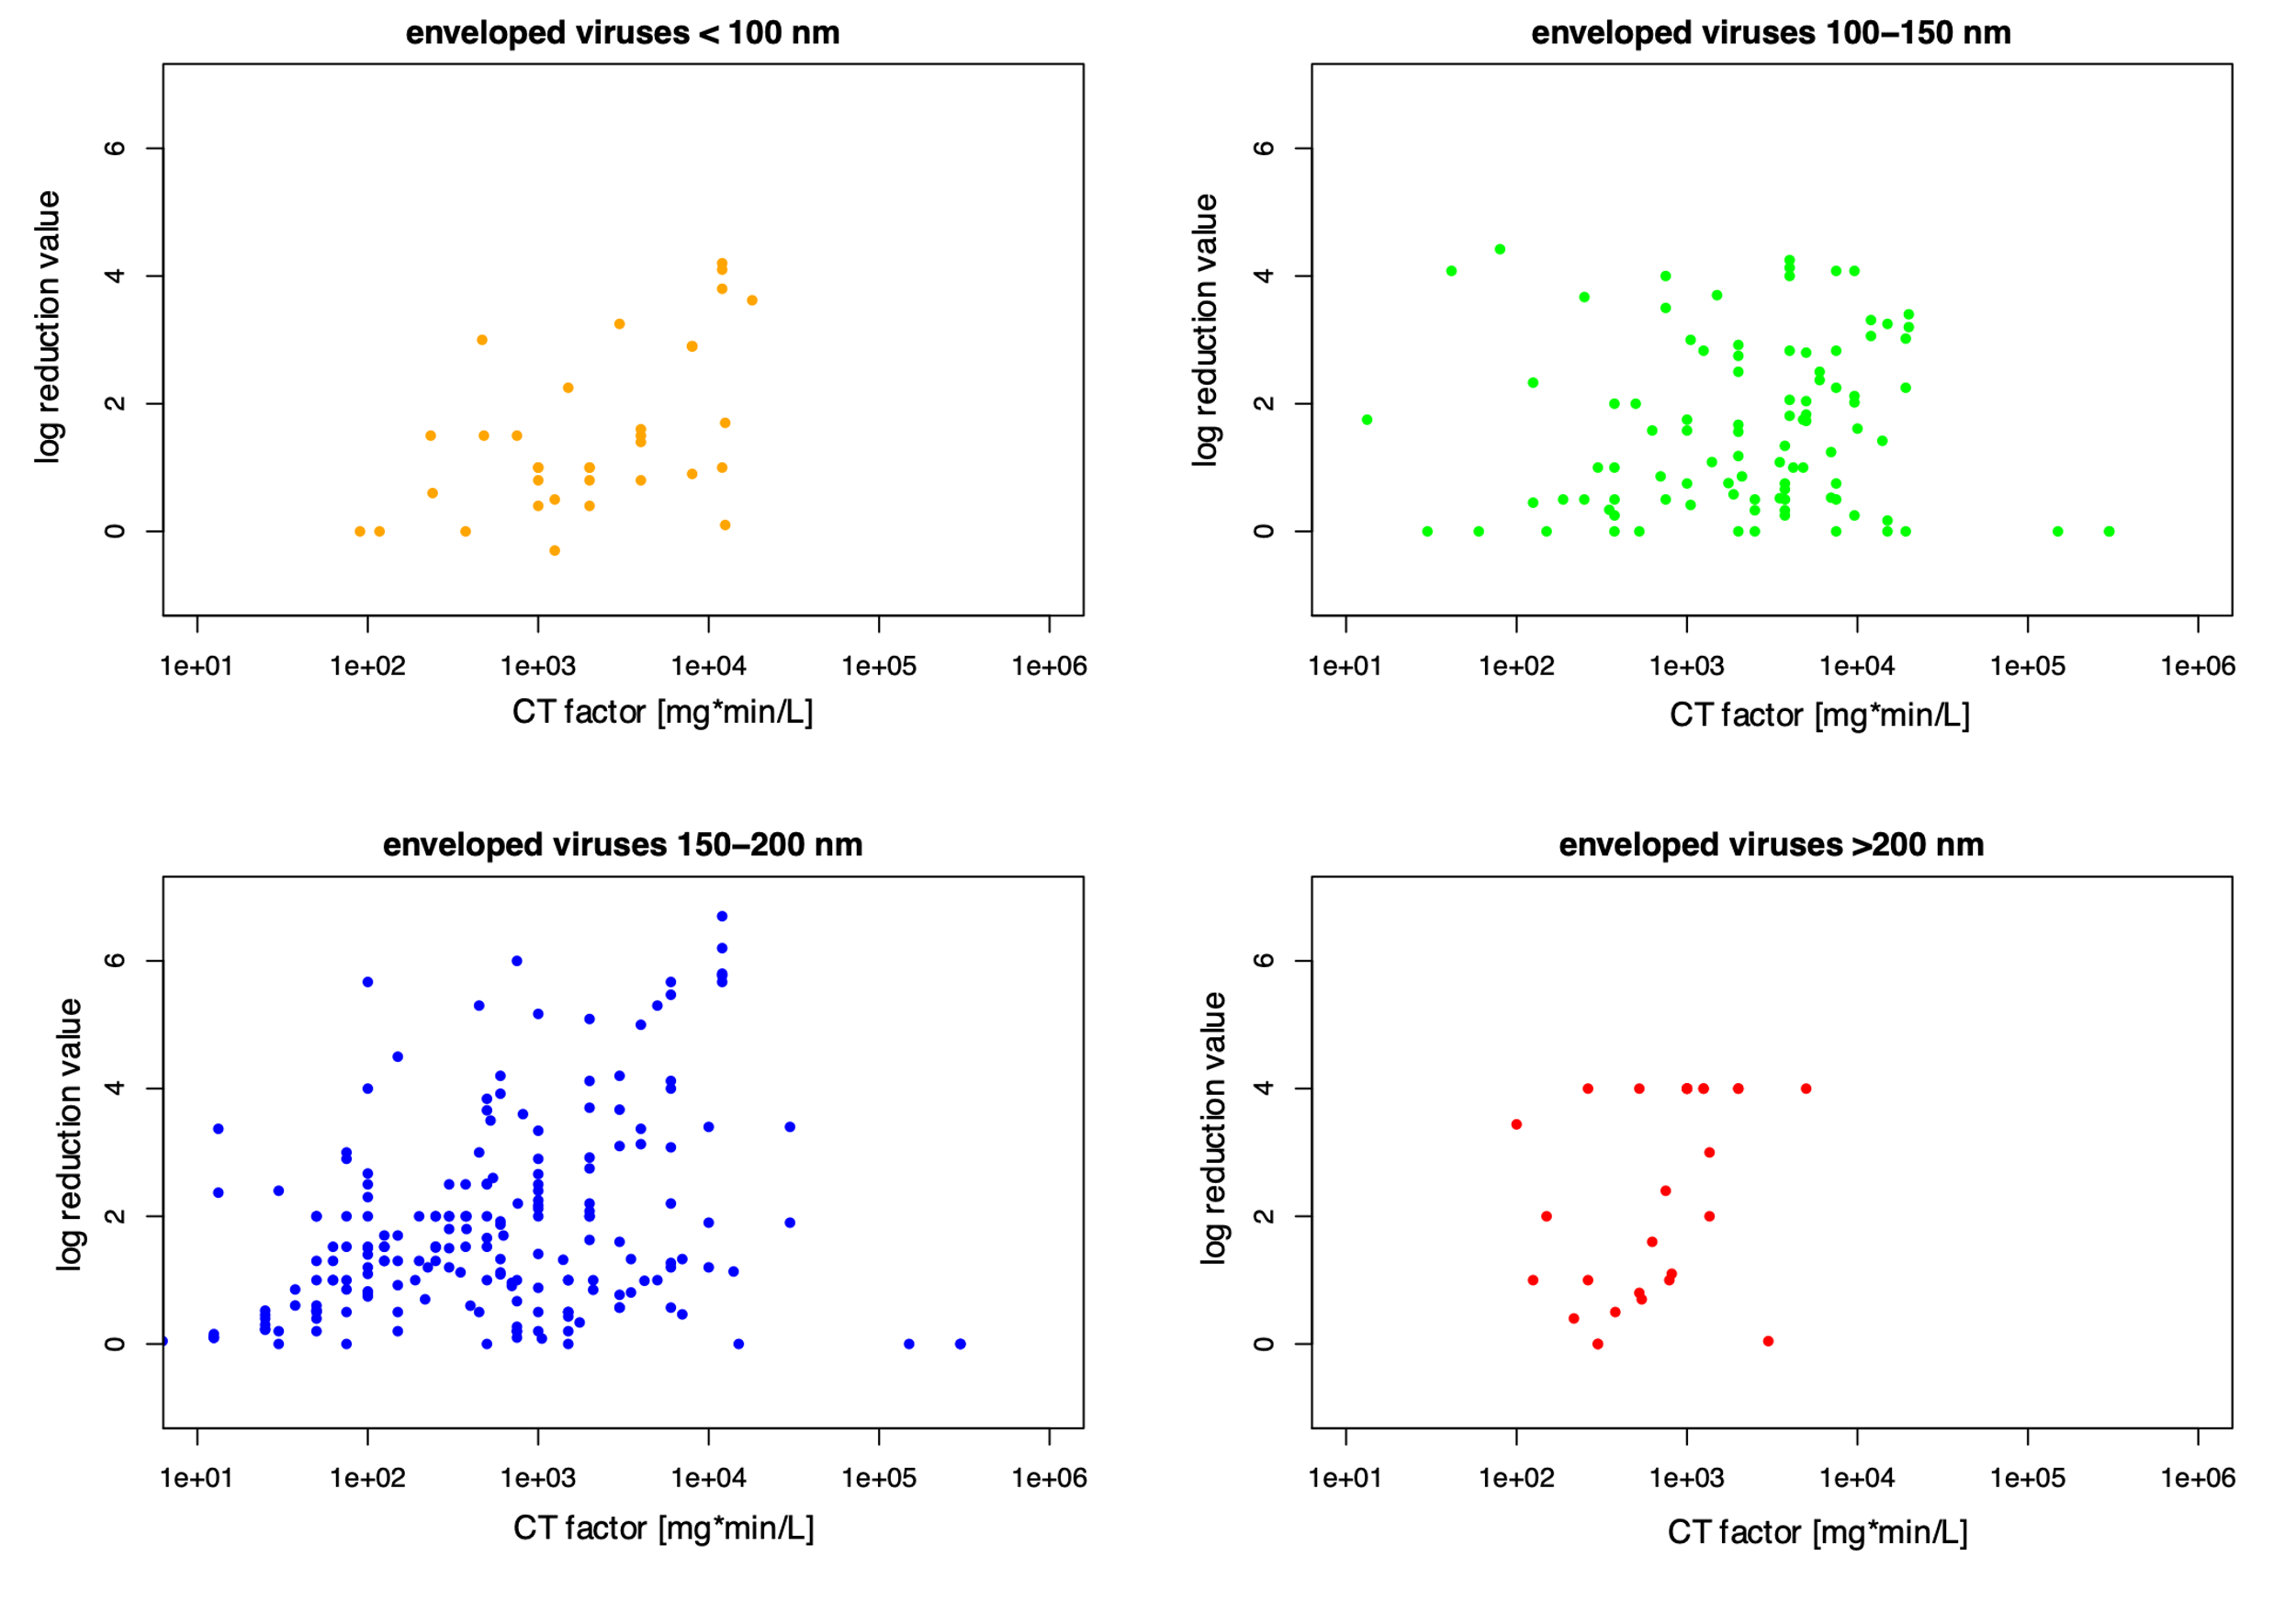 enveloped viruses < 100 nm
log reduction value
6
4
2
0
1e+01 1e+02 1e+03 1e+04 1e+05 1e+06
CT factor [mg*min/L]
enveloped viruses 100–150 nm
log reduction value
6
4
2
0
1e+01 1e+02 1e+03 1e+04 1e+05 1e+06
CT factor [mg*min/L]
enveloped viruses 150–200 nm
log reduction value
6
4
2
0
1e+01 1e+02 1e+03 1e+04 1e+05 1e+06
CT factor [mg*min/L]
enveloped viruses >200 nm
log reduction value
6
4
2
0
1e+01 1e+02 1e+03 1e+04 1e+05 1e+06
CT factor [mg*min/L]